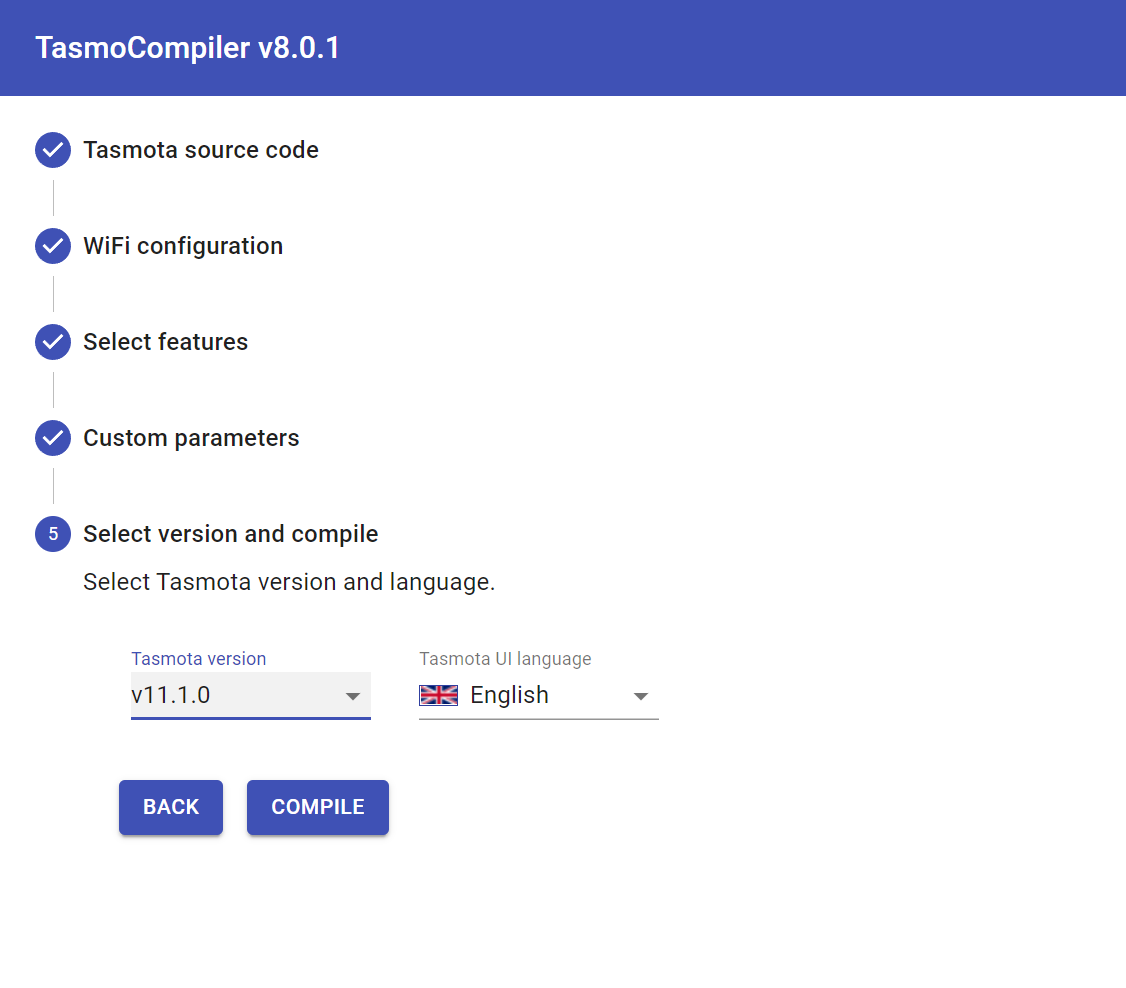 TasmoCompiler v8.0.1
Tasmota source code
WiFi configuration
Select features
Custom parameters
5 Select version and compile
Select Tasmota version and language.
Tasmota version Tasmota UI language
v11.1.0 English
BACK COMPILE